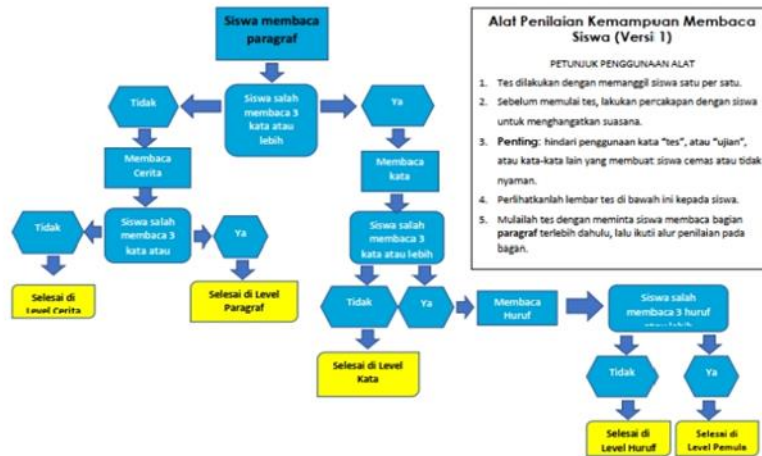 Siswa membaca
paragraf
Tidak
Siswa salah
membaca 3
kata atau
lebih
Ya
Membaca
Cerita
Membaca
kata
Tidak
Siswa salah
membaca 3
kata atau
Ya
Siswa salah
membaca 3
kata atau lebih
Selesai di
Level Cerita
Selesai di Level
Paragraf
Tidak
Ya
Membaca
Huruf
Siswa salah
membaca 3 huruf
atau lebih
Selesai di Level
Kata
Tidak
Ya
Selesai di
Level Huruf
Selesai di
Level Pemula
Alat Penilaian Kemampuan Membaca
Siswa (Versi 1)
PETUNJUK PENGGUNAAN ALAT
1. Tes dilakukan dengan memanggil siswa satu per satu.
2. Sebelum memulai tes, lakukan percakapan dengan siswa
untuk menghangatkan suasana.
3. Penting: hindari penggunaan kata "tes", atau "ujian",
atau kata-kata lain yang membuat siswa cemas atau tidak
nyaman.
4. Perlihatkanlah lembar tes di bawah ini kepada siswa.
5. Mulailah tes dengan meminta siswa membaca bagian
paragraf terlebih dahulu, lalu ikuti alur penilaian pada
bagan.